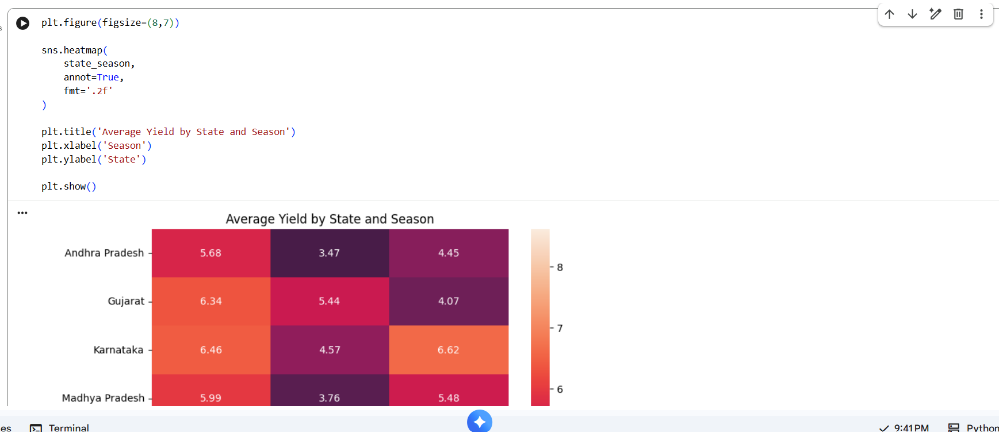 plt.figure(figsize=(8,7))
sns.heatmap(
state_season,
annot=True,
fmt='.2f'
)
plt.title('Average Yield by State and Season')
plt.xlabel('Season')
plt.ylabel('State')
plt.show()
Average Yield by State and Season
Andhra Pradesh 5.68 3.47 4.45
8
Gujarat 6.34 5.44 4.07
7
Karnataka 6.46 4.57 6.62
6
Madhya Pradesh 5.99 3.76 5.48
Terminal 9:41 PM Python